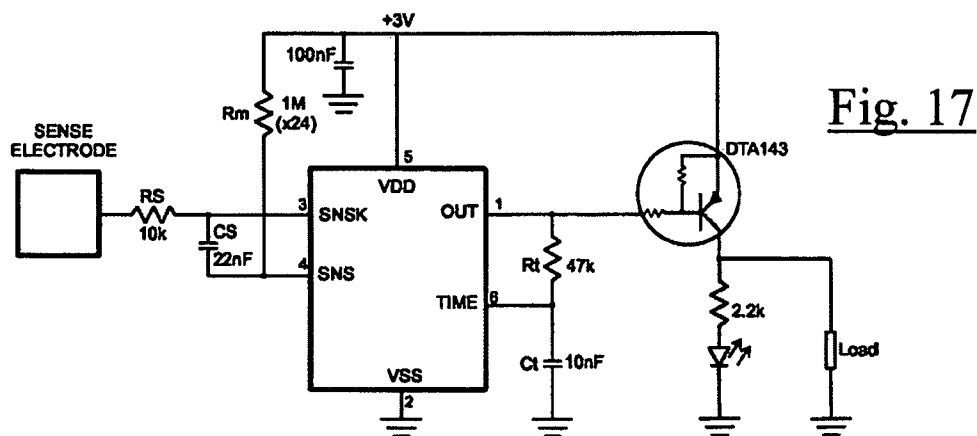 +3V
100nF
Rm
1M
(x24)
Fig. 17
SENSE
ELECTRODE
DTA143
5
VDD
RS
10k
3
SNSK
OUT
1
CS
22nF
4
SNS
Rt
47k
TIME
6
2.2k
Ct
10nF
Load
VSS
2